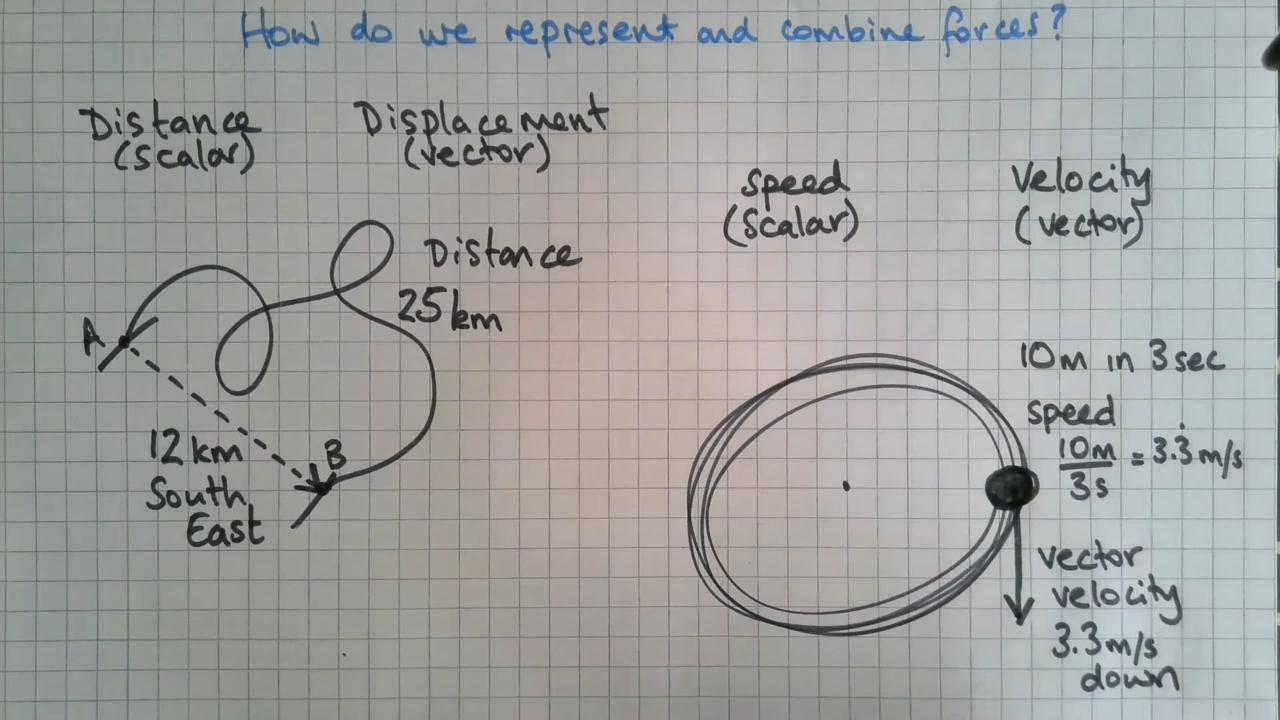 How do we represent and combine forces?
Distance
(scalar)
Displacement
(vector)
Distance
25km
A
12km
South
East
B
speed
(scalar)
Velocity
(vector)
10m in 3sec
speed
10m/3s = 3.3̇ m/s
vector
velocity
3.3m/s
down